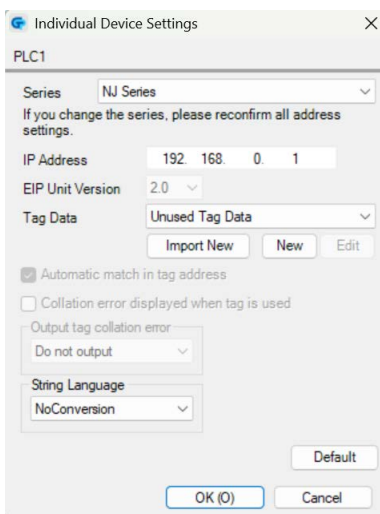 Individual Device Settings
PLC1
Series NJ Series
If you change the series, please reconfirm all address
settings.
IP Address 192. 168. 0. 1
EIP Unit Version 2.0
Tag Data Unused Tag Data
Import New New Edit
Automatic match in tag address
Collation error displayed when tag is used
Output tag collation error
Do not output
String Language
NoConversion
Default
OK (O) Cancel